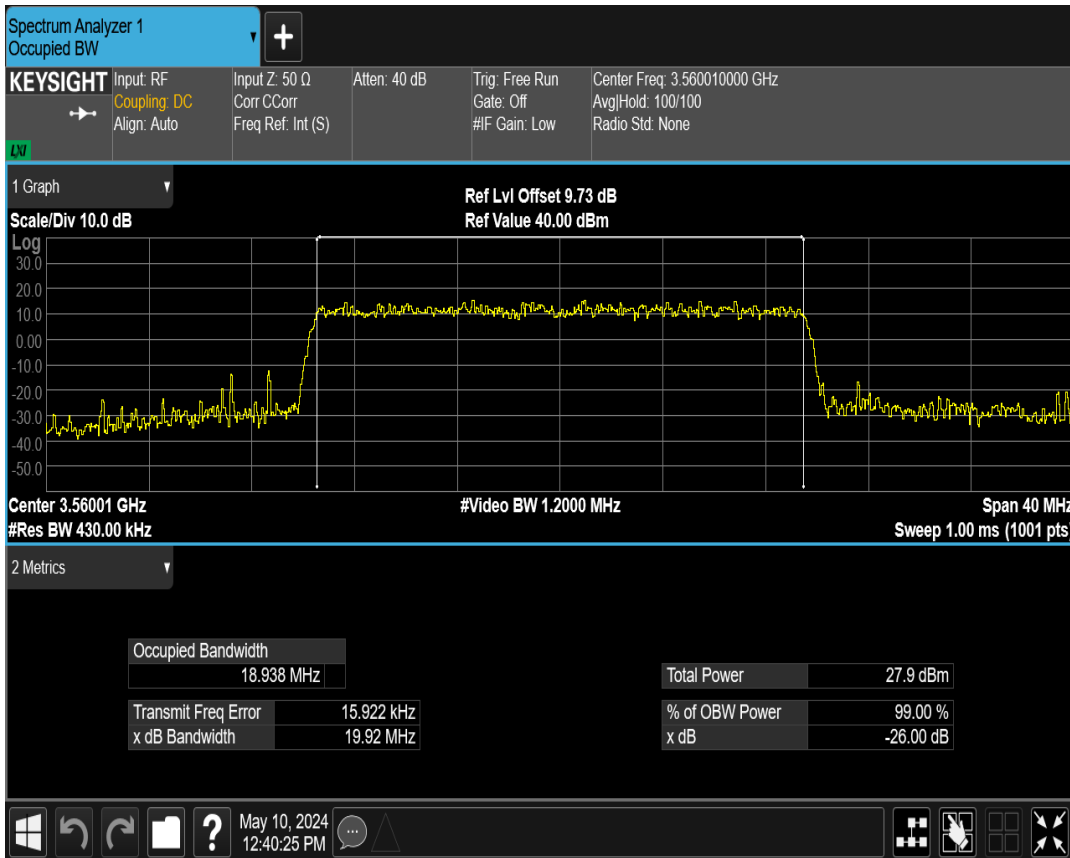 Spectrum Analyzer 1
Occupied BW
+
KEYSIGHT
Input: RF
Coupling: DC
Align: Auto
Input Z: 50 Ω
Corr CCorr
Freq Ref: Int (S)
Atten: 40 dB
Trig: Free Run
Gate: Off
#IF Gain: Low
Center Freq: 3.560010000 GHz
Avg|Hold: 100/100
Radio Std: None
LXI
1 Graph
Scale/Div 10.0 dB
Ref Lvl Offset 9.73 dB
Ref Value 40.00 dBm
Log
30.0
20.0
10.0
0.00
-10.0
-20.0
-30.0
-40.0
-50.0
Center 3.56001 GHz
#Video BW 1.2000 MHz
Span 40 MHz
#Res BW 430.00 kHz
Sweep 1.00 ms (1001 pts)
2 Metrics
Occupied Bandwidth
18.938 MHz
Total Power 27.9 dBm
Transmit Freq Error 15.922 kHz
% of OBW Power 99.00 %
x dB Bandwidth 19.92 MHz
x dB -26.00 dB
?
May 10, 2024
12:40:25 PM